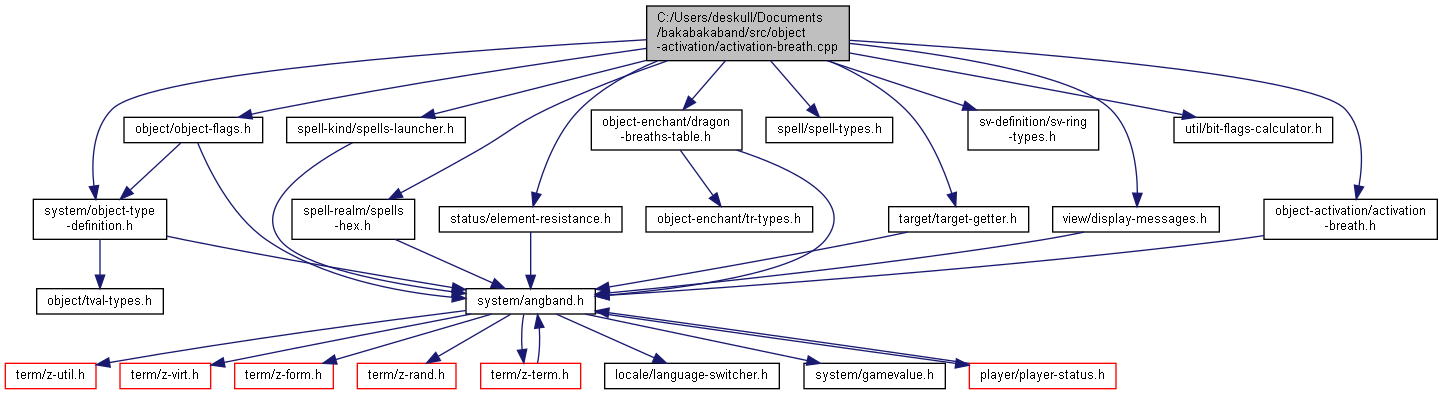 C:/Users/deskull/Documents
/bakabakaband/src/object
-activation/activation-breath.cpp
object/object-flags.h
spell-kind/spells-launcher.h
object-enchant/dragon
-breaths-table.h
spell/spell-types.h
sv-definition/sv-ring
-types.h
util/bit-flags-calculator.h
system/object-type
-definition.h
spell-realm/spells
-hex.h
status/element-resistance.h
object-enchant/tr-types.h
target/target-getter.h
view/display-messages.h
object-activation/activation
-breath.h
object/tval-types.h
system/angband.h
term/z-util.h
term/z-virt.h
term/z-form.h
term/z-rand.h
term/z-term.h
locale/language-switcher.h
system/gamevalue.h
player/player-status.h